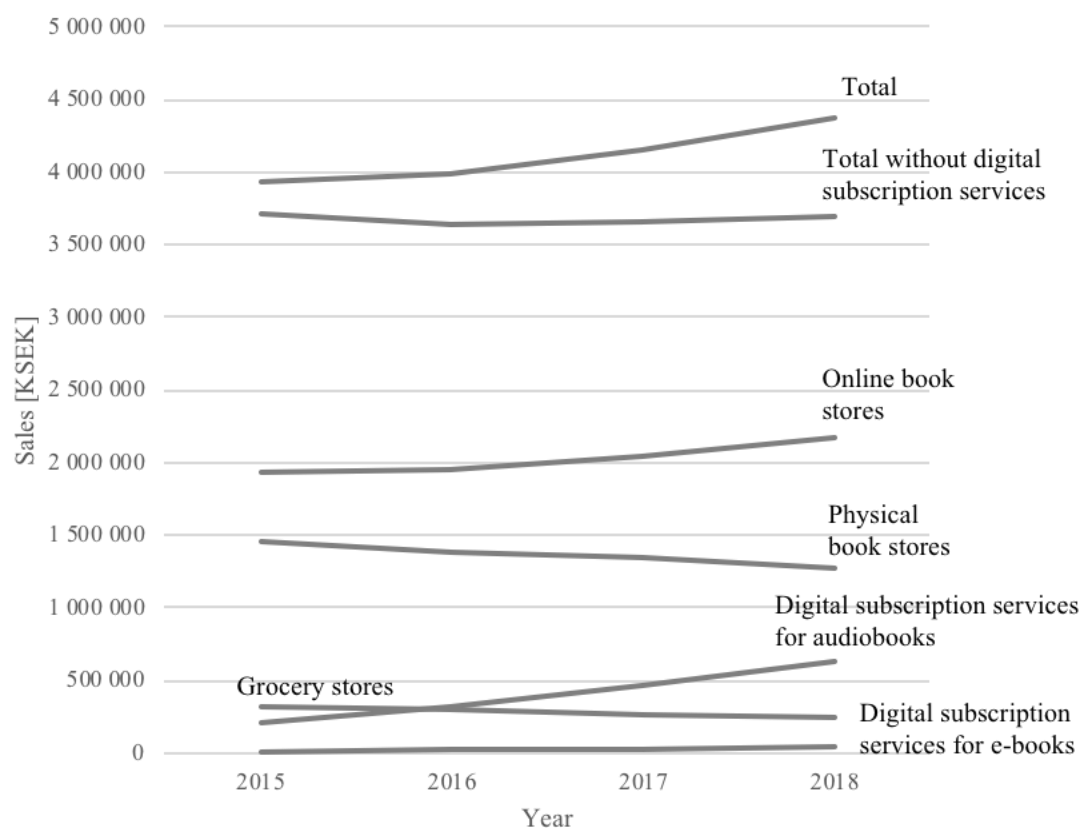 5 000 000
4 500 000
4 000 000
3 500 000
3 000 000
2 500 000
2 000 000
1 500 000
1 000 000
500 000
0
Sales [KSEK]
Total
Total without digital
subscription services
Online book
stores
Physical
book stores
Digital subscription services
for audiobooks
Grocery stores
Digital subscription
services for e-books
2015
2016
2017
2018
Year